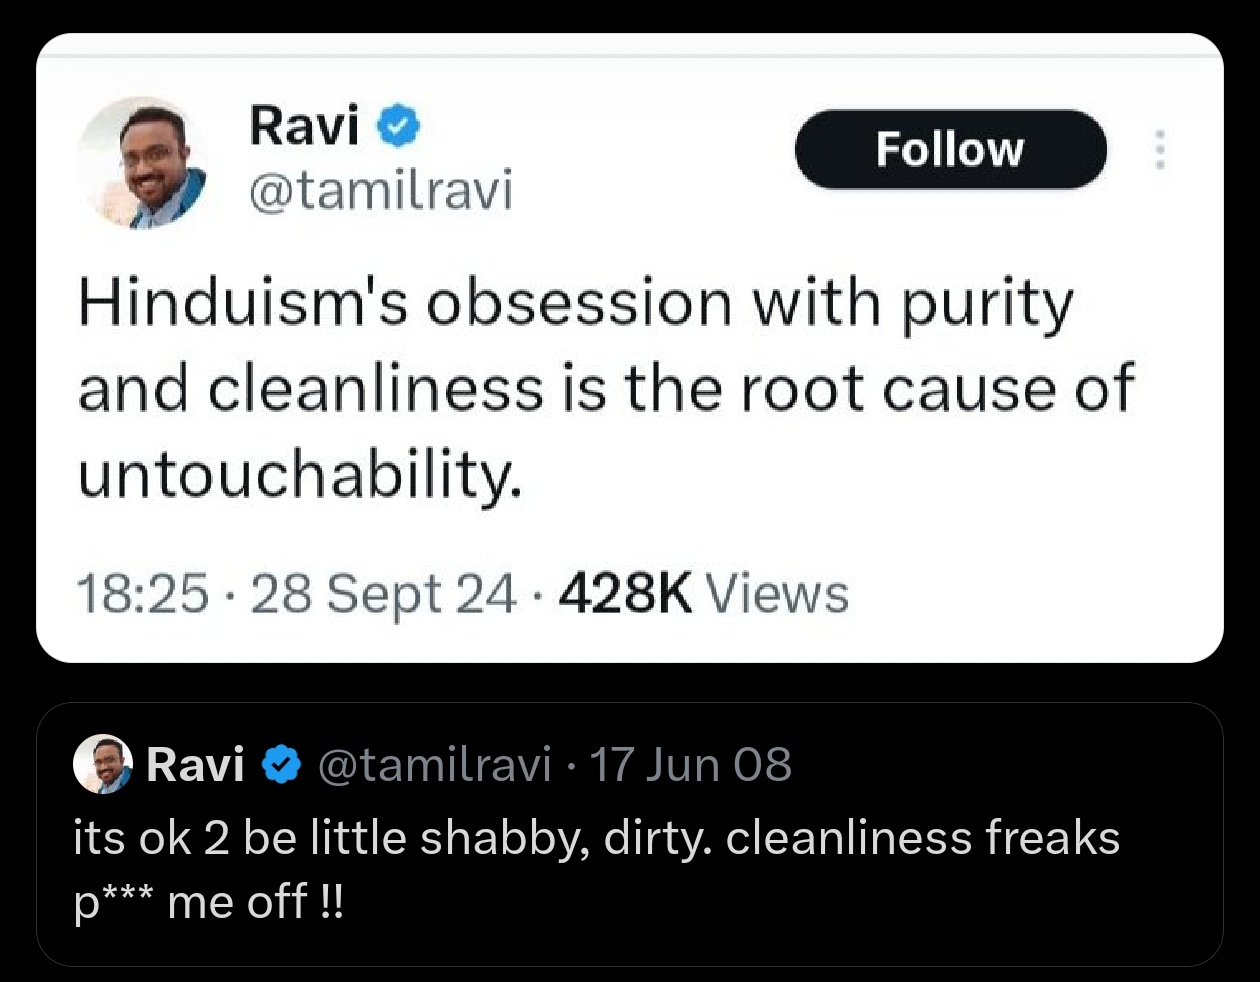 Ravi
@tamilravi
Follow
Hinduism's obsession with purity
and cleanliness is the root cause of
untouchability.
18:25 · 28 Sept 24 · 428K Views
Ravi @tamilravi · 17 Jun 08
its ok 2 be little shabby, dirty. cleanliness freaks
p*** me off !!